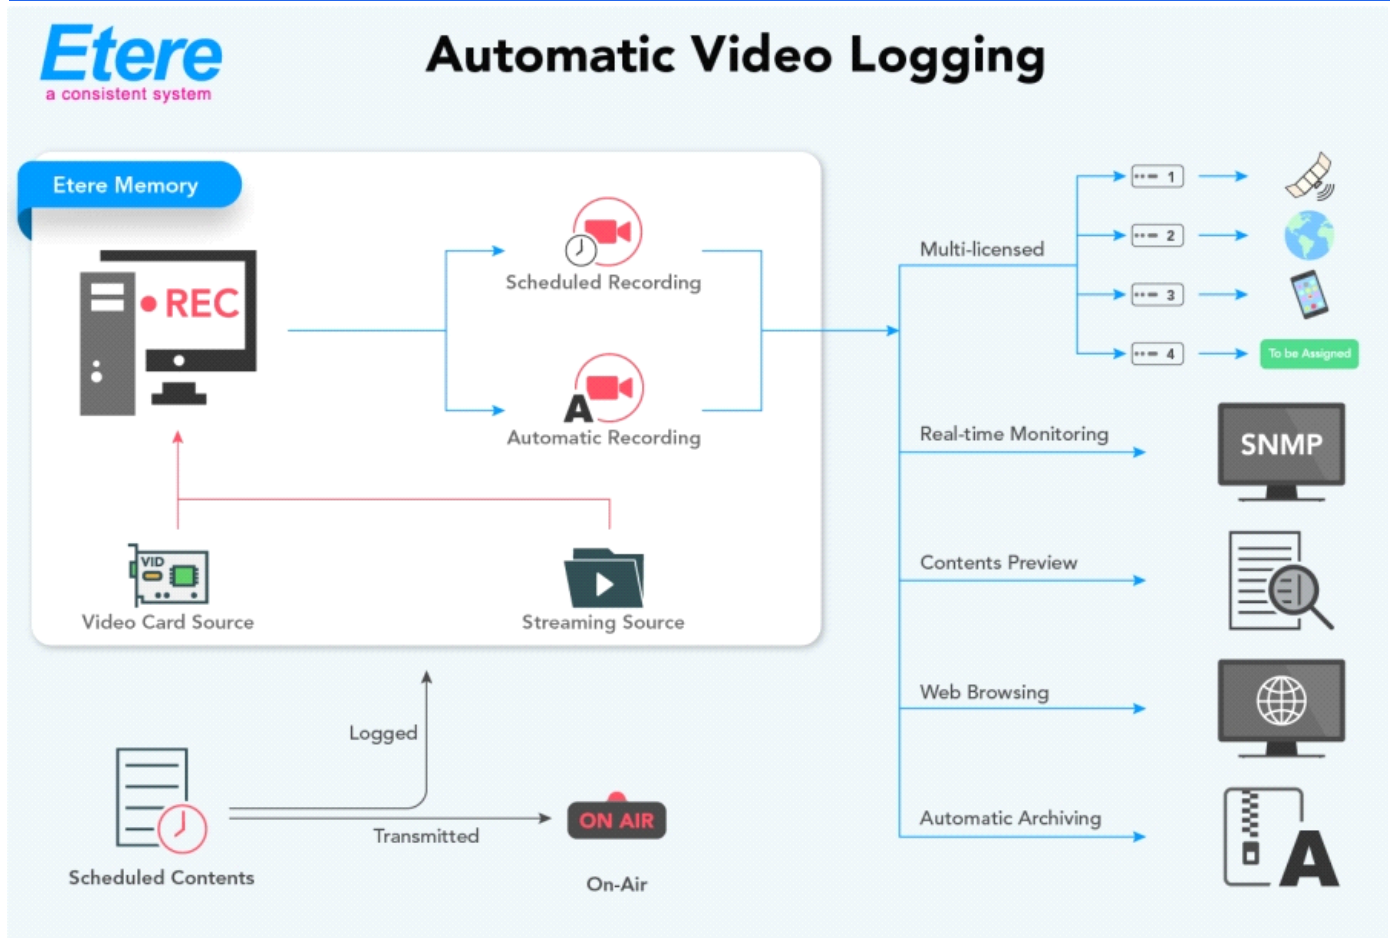 Etere
a consistent system
Automatic Video Logging
Etere Memory
REC
Scheduled Recording
A
Automatic Recording
VID
Video Card Source
Streaming Source
Logged
Transmitted
Scheduled Contents
ON AIR
On-Air
Multi-licensed
1
2
3
4
To be Assigned
Real-time Monitoring
SNMP
Contents Preview
Web Browsing
Automatic Archiving
A